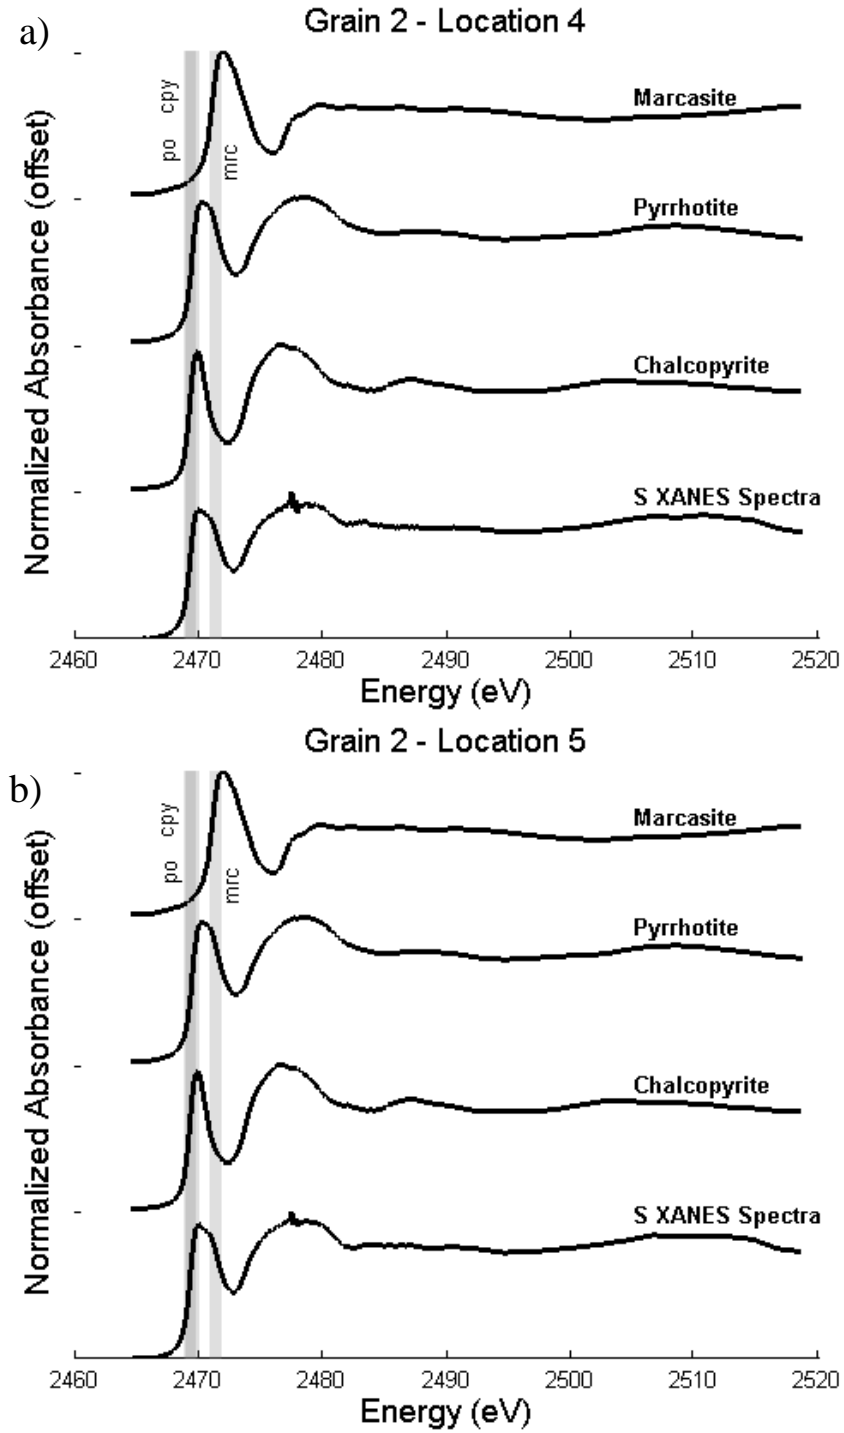 a)
Grain 2 - Location 4
Normalized Absorbance (offset)
po cpy
mrc
Marcasite
Pyrrhotite
Chalcopyrite
S XANES Spectra
2460 2470 2480 2490 2500 2510 2520
Energy (eV)
b)
Grain 2 - Location 5
Normalized Absorbance (offset)
po cpy
mrc
Marcasite
Pyrrhotite
Chalcopyrite
S XANES Spectra
2460 2470 2480 2490 2500 2510 2520
Energy (eV)